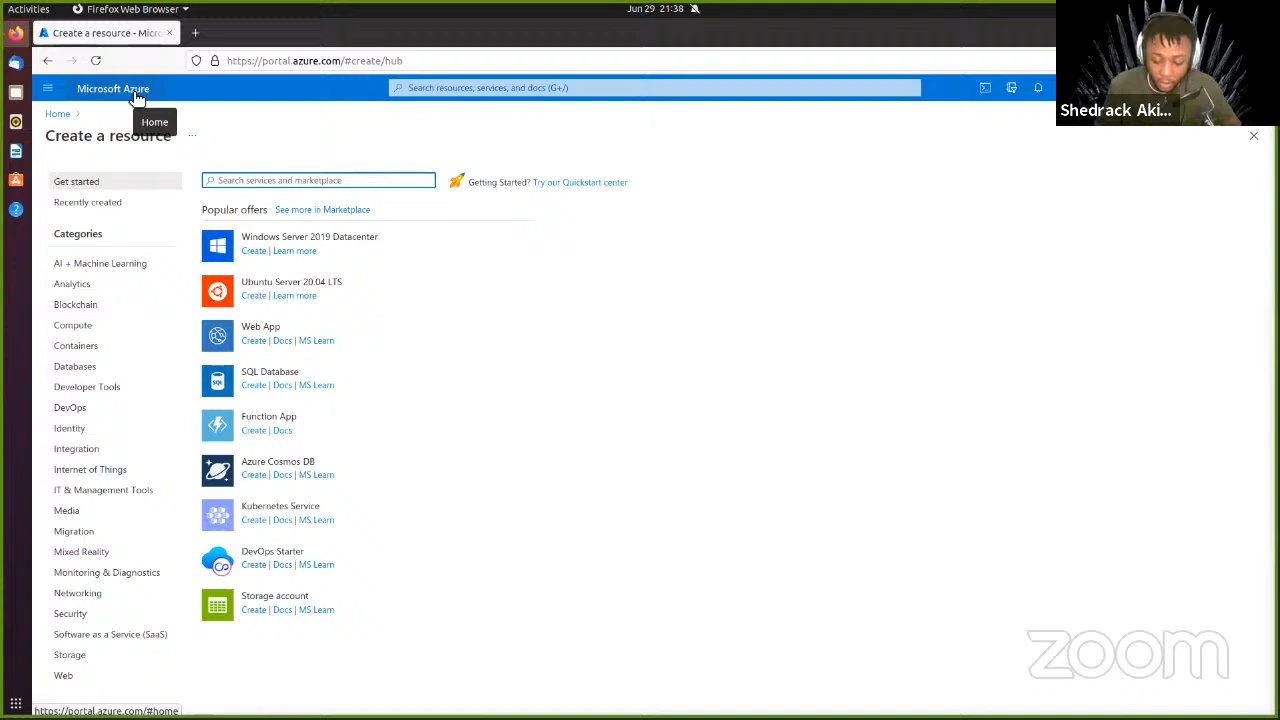 Activities
Firefox Web Browser
Jun 29 21:38
Create a resource - Micro
https://portal.azure.com/#create/hub
Microsoft Azure
Search resources, services, and docs (G+/)
Shedrack Aki...
Home
Home
Create a resource
...
Get started
Recently created
Categories
AI + Machine Learning
Analytics
Blockchain
Compute
Containers
Databases
Developer Tools
DevOps
Identity
Integration
Internet of Things
IT & Management Tools
Media
Migration
Mixed Reality
Monitoring & Diagnostics
Networking
Security
Software as a Service (SaaS)
Storage
Web
Search services and marketplace
Getting Started? Try our Quickstart center
Popular offers See more in Marketplace
Windows Server 2019 Datacenter
Create | Learn more
Ubuntu Server 20.04 LTS
Create | Learn more
Web App
Create | Docs | MS Learn
SQL Database
Create | Docs | MS Learn
SQL
Function App
Create | Docs
Azure Cosmos DB
Create | Docs | MS Learn
Kubernetes Service
Create | Docs | MS Learn
DevOps Starter
Create | Docs | MS Learn
Storage account
Create | Docs | MS Learn
zoom
https://portal.azure.com/#home